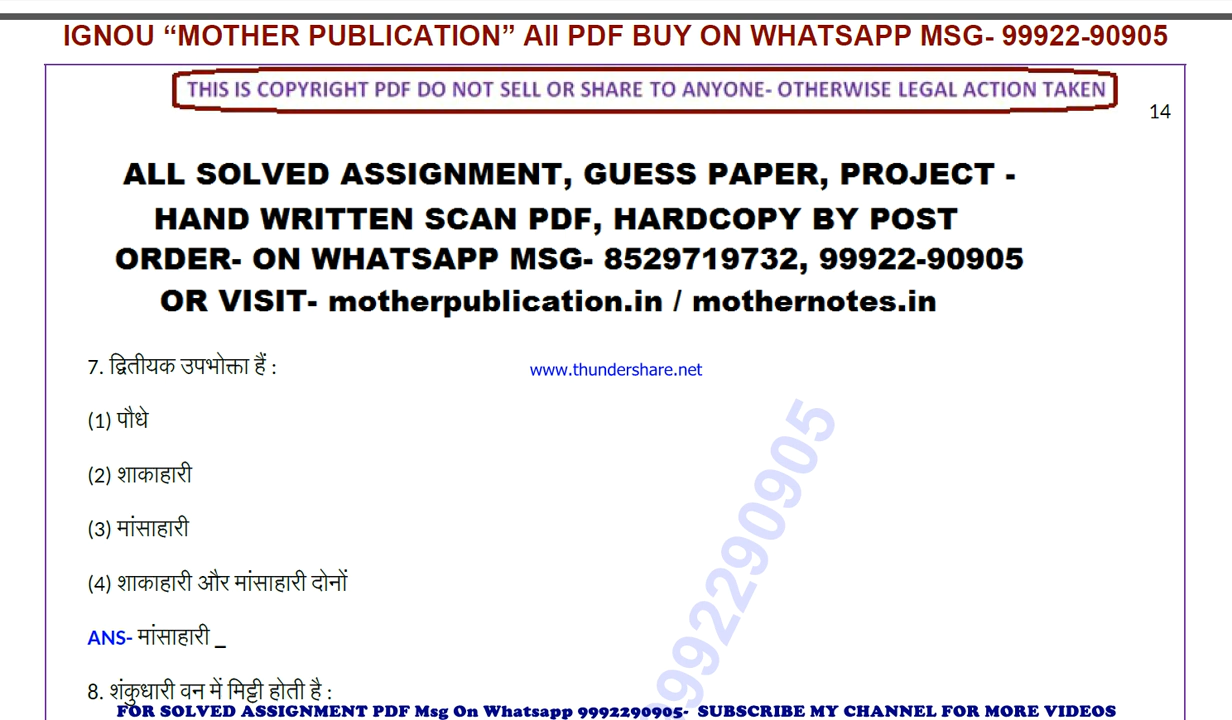 IGNOU “MOTHER PUBLICATION” All PDF BUY ON WHATSAPP MSG- 99922-90905
THIS IS COPYRIGHT PDF DO NOT SELL OR SHARE TO ANYONE- OTHERWISE LEGAL ACTION TAKEN
14
ALL SOLVED ASSIGNMENT, GUESS PAPER, PROJECT -
HAND WRITTEN SCAN PDF, HARDCOPY BY POST
ORDER- ON WHATSAPP MSG- 8529719732, 99922-90905
OR VISIT- motherpublication.in / mothernotes.in
7. द्वितीयक उपभोक्ता हैं :
www.thundershare.net
(1) पौधे
(2) शाकाहारी
(3) मांसाहारी
(4) शाकाहारी और मांसाहारी दोनों
ANS- मांसाहारी _
9992290905
8. शंकुधारी वन में मिट्टी होती है :
FOR SOLVED ASSIGNMENT PDF Msg On Whatsapp 9992290905- SUBSCRIBE MY CHANNEL FOR MORE VIDEOS